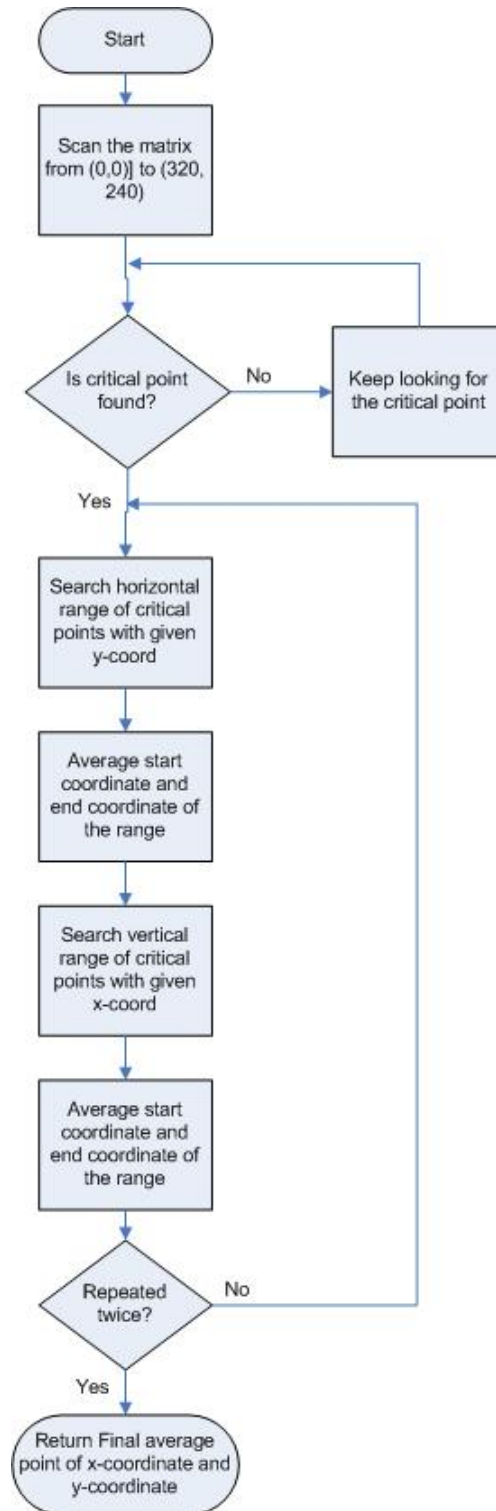 Start
Scan the matrix
from (0,0)] to (320,
240)
Is critical point
found?
No
Keep looking for
the critical point
Yes
Search horizontal
range of critical
points with given
y-coord
Average start
coordinate and
end coordinate of
the range
Search vertical
range of critical
points with given
x-coord
Average start
coordinate and
end coordinate of
the range
Repeated
twice?
No
Yes
Return Final average
point of x-coordinate and
y-coordinate